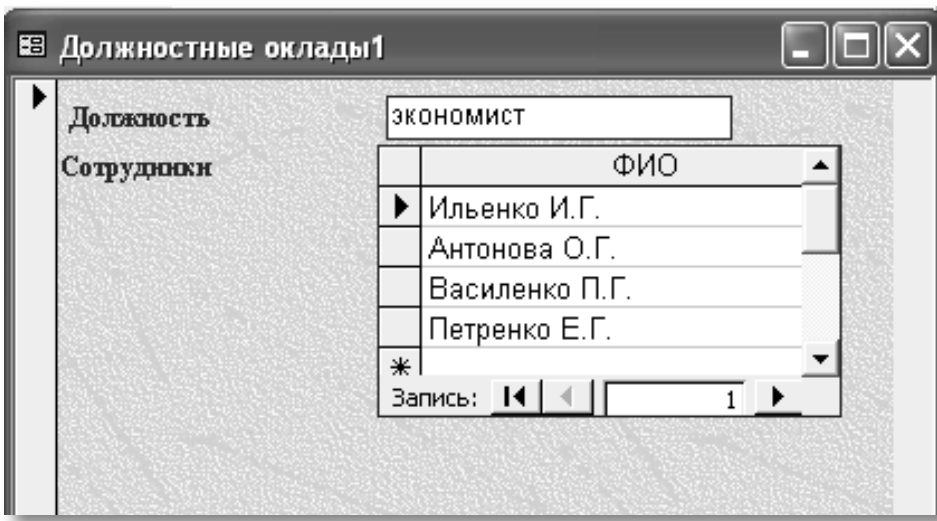 Должностные оклады1
Должность экономист
Сотрудники ФИО
Ильенко И.Г.
Антонова О.Г.
Василенко П.Г.
Петренко Е.Г.
Запись: 1